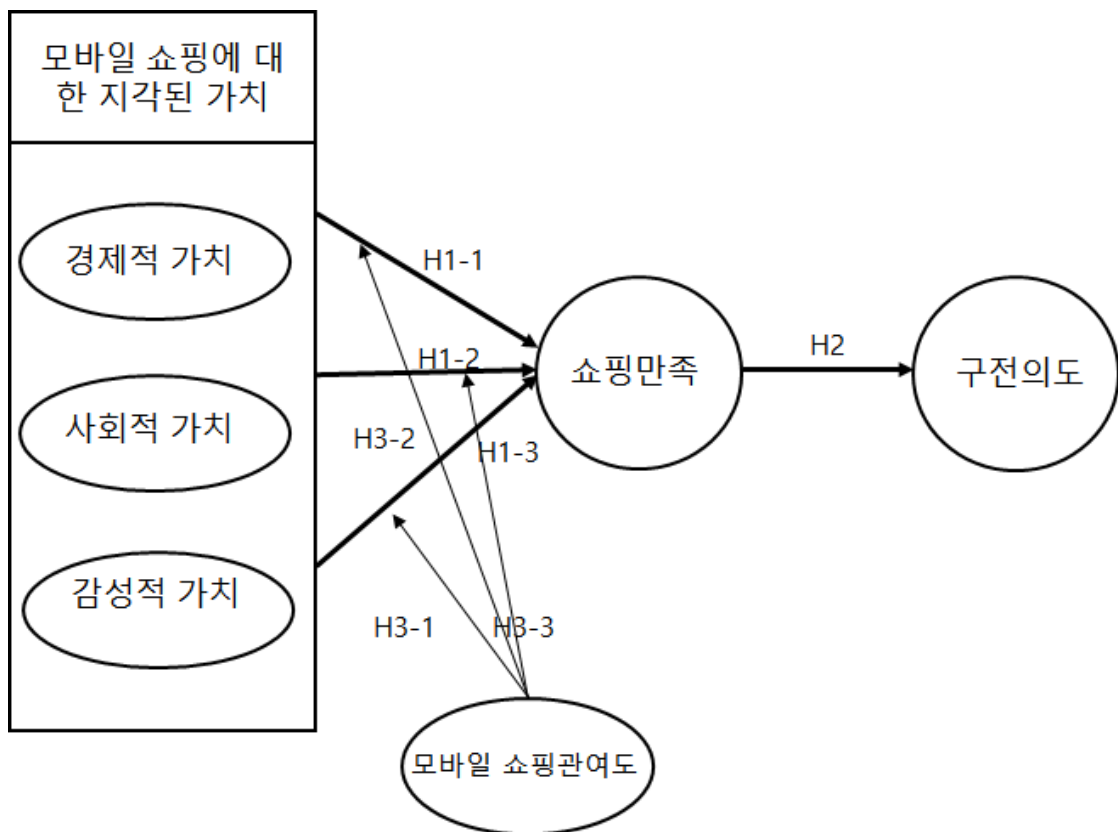 모바일 쇼핑에 대
한 지각된 가치
경제적 가치
사회적 가치
감성적 가치
H1-1
H1-2
H3-2
H1-3
H3-1
H3-3
쇼핑만족
H2
구전의도
모바일 쇼핑관여도